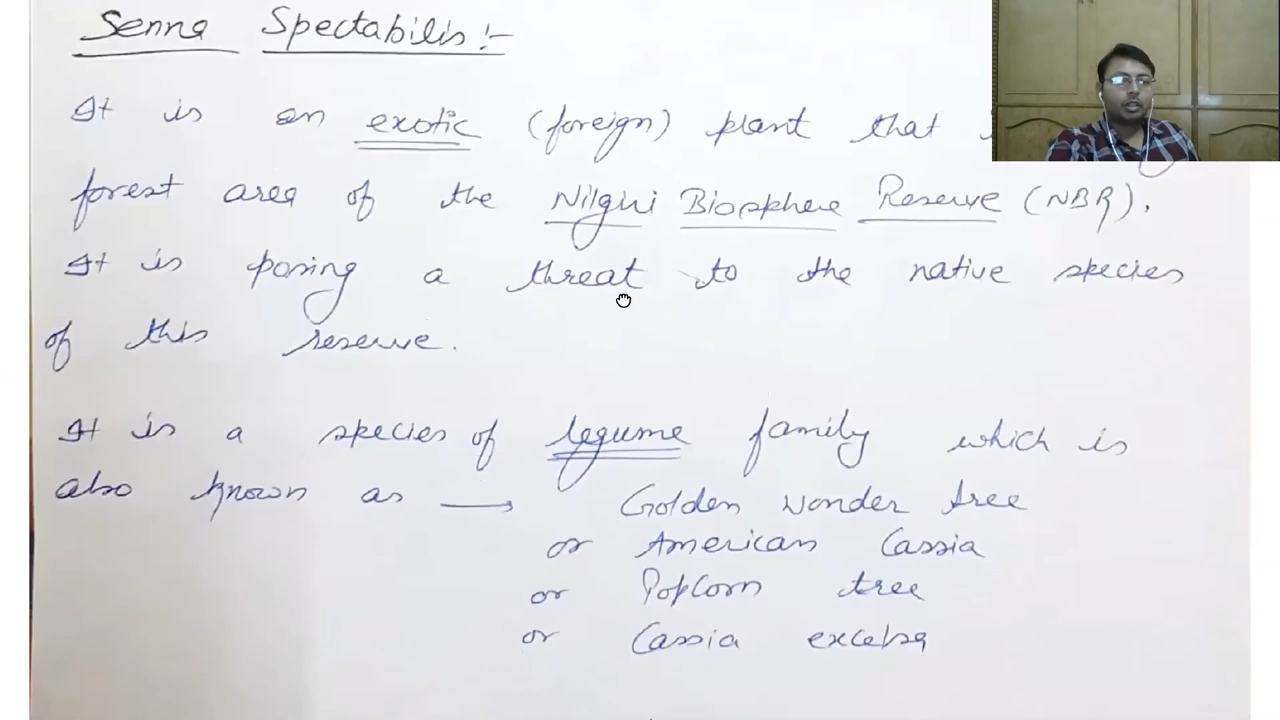 Senna Spectabilis :-
It is an exotic (foreign) plant that
forest area of the Nilgiri Biosphere Reserve (NBR).
It is posing a threat to the native species
of this reserve.
It is a species of legume family which is
also known as → Golden wonder tree
or American Cassia
or Popcorn tree
or Cassia excelsa